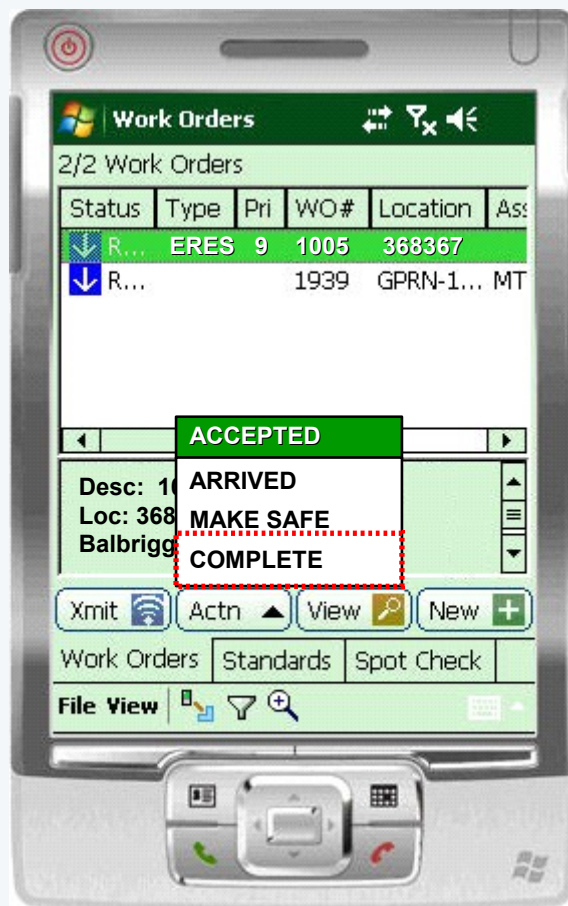 Work Orders
2/2 Work Orders
Status Type Pri WO# Location Ass
R... ERES 9 1005 368367
R... 1939 GPRN-1... MT
ACCEPTED
ARRIVED
MAKE SAFE
COMPLETE
Desc: 10
Loc: 368
Balbrigg
Xmit Actn View New
Work Orders Standards Spot Check
File View